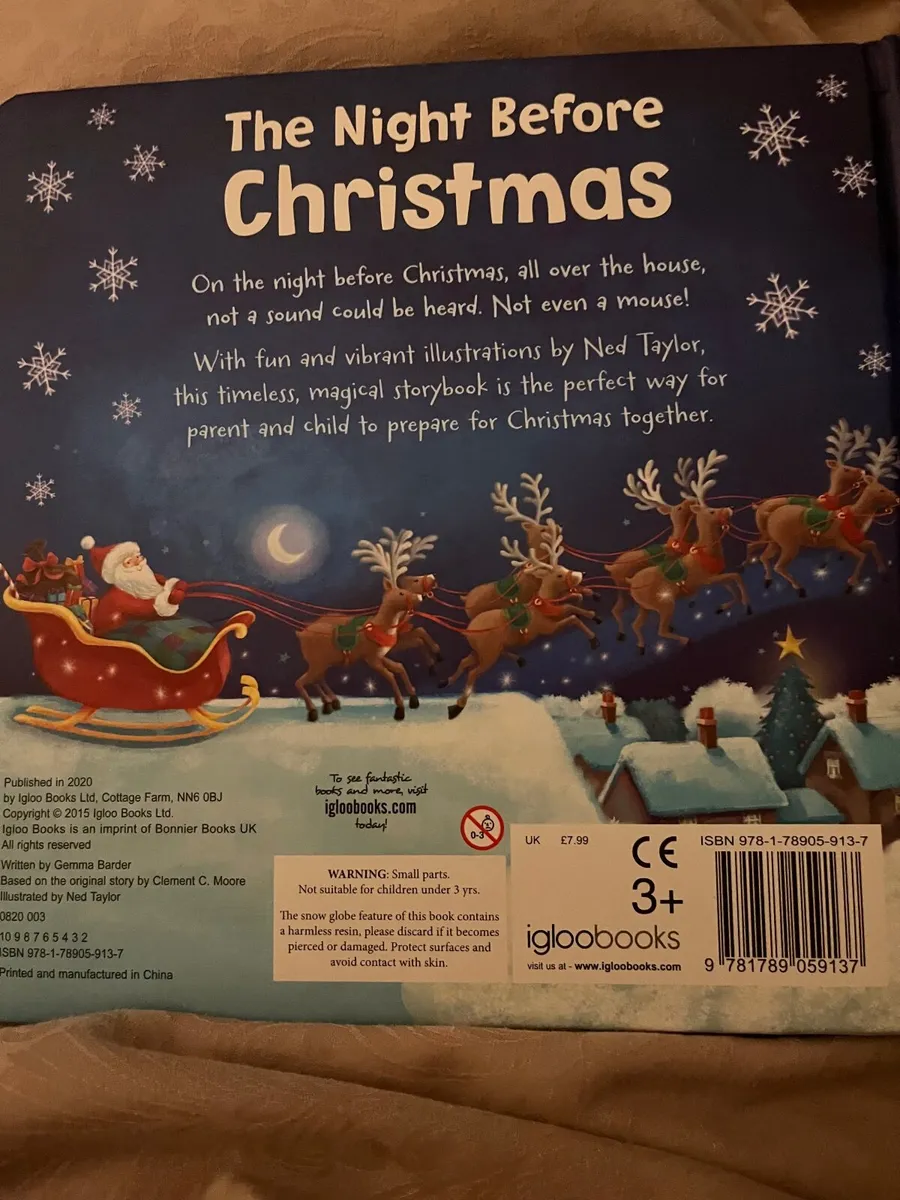 The Night Before
Christmas
On the night before Christmas, all over the house,
not a sound could be heard. Not even a mouse!
With fun and vibrant illustrations by Ned Taylor,
this timeless, magical storybook is the perfect way for
parent and child to prepare for Christmas together.
Published in 2020
by Igloo Books Ltd, Cottage Farm, NN6 0BJ
Copyright © 2015 Igloo Books Ltd.
Igloo Books is an imprint of Bonnier Books UK
All rights reserved
Written by Gemma Barder
Based on the original story by Clement C. Moore
Illustrated by Ned Taylor
0820 003
10 9 8 7 6 5 4 3 2
ISBN 978-1-78905-913-7
Printed and manufactured in China
To see fantastic
books and more, visit
igloobooks.com
today!
0-3
WARNING: Small parts.
Not suitable for children under 3 yrs.
The snow globe feature of this book contains
a harmless resin, please discard if it becomes
pierced or damaged. Protect surfaces and
avoid contact with skin.
UK £7.99
CE
3+
igloobooks
visit us at - www.igloobooks.com
ISBN 978-1-78905-913-7
9 781789 059137